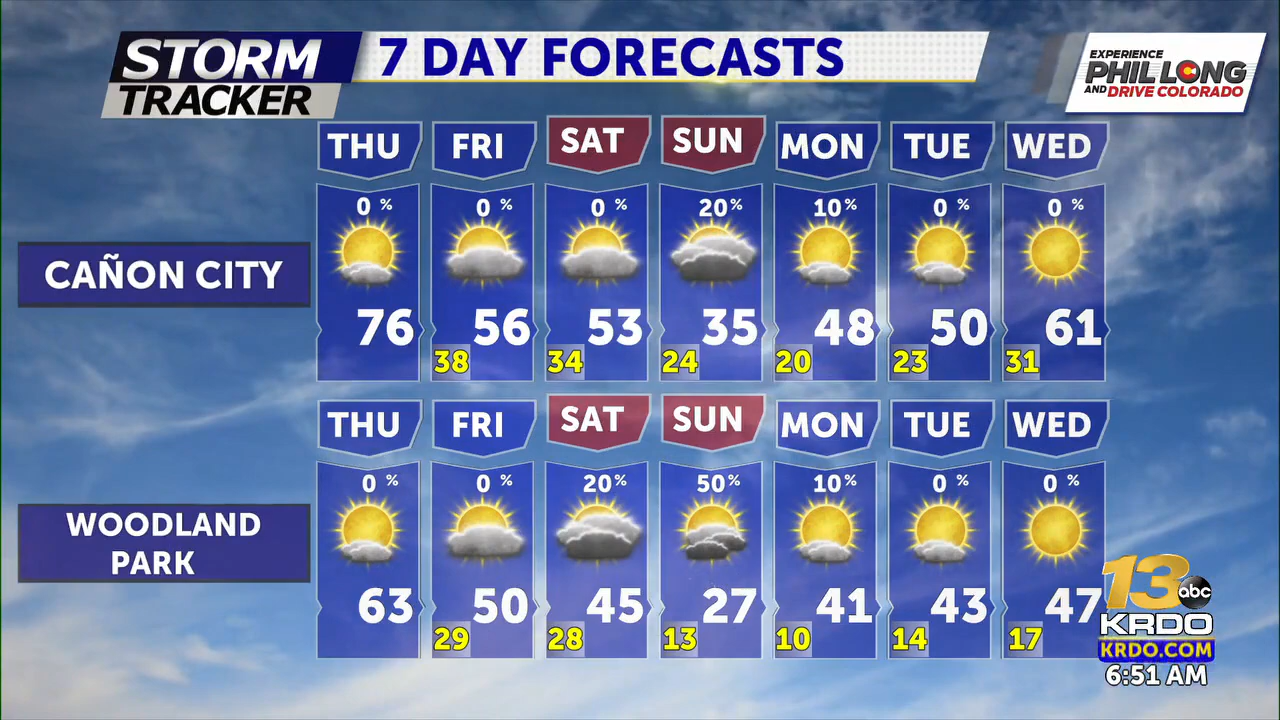 STORM
TRACKER
7 DAY FORECASTS
EXPERIENCE
PHIL LONG
AND DRIVE COLORADO
THU FRI SAT SUN MON TUE WED
0 % 0 % 0 % 20% 10% 0 % 0 %
CAÑON CITY
76 56 53 35 48 50 61
38 34 24 20 23 31
THU FRI SAT SUN MON TUE WED
0 % 0 % 20% 50% 10% 0 % 0 %
WOODLAND
PARK
63 50 45 27 41 43 47
29 28 13 10 14 17
13 abc
KRDO
KRDO.COM
6:51 AM